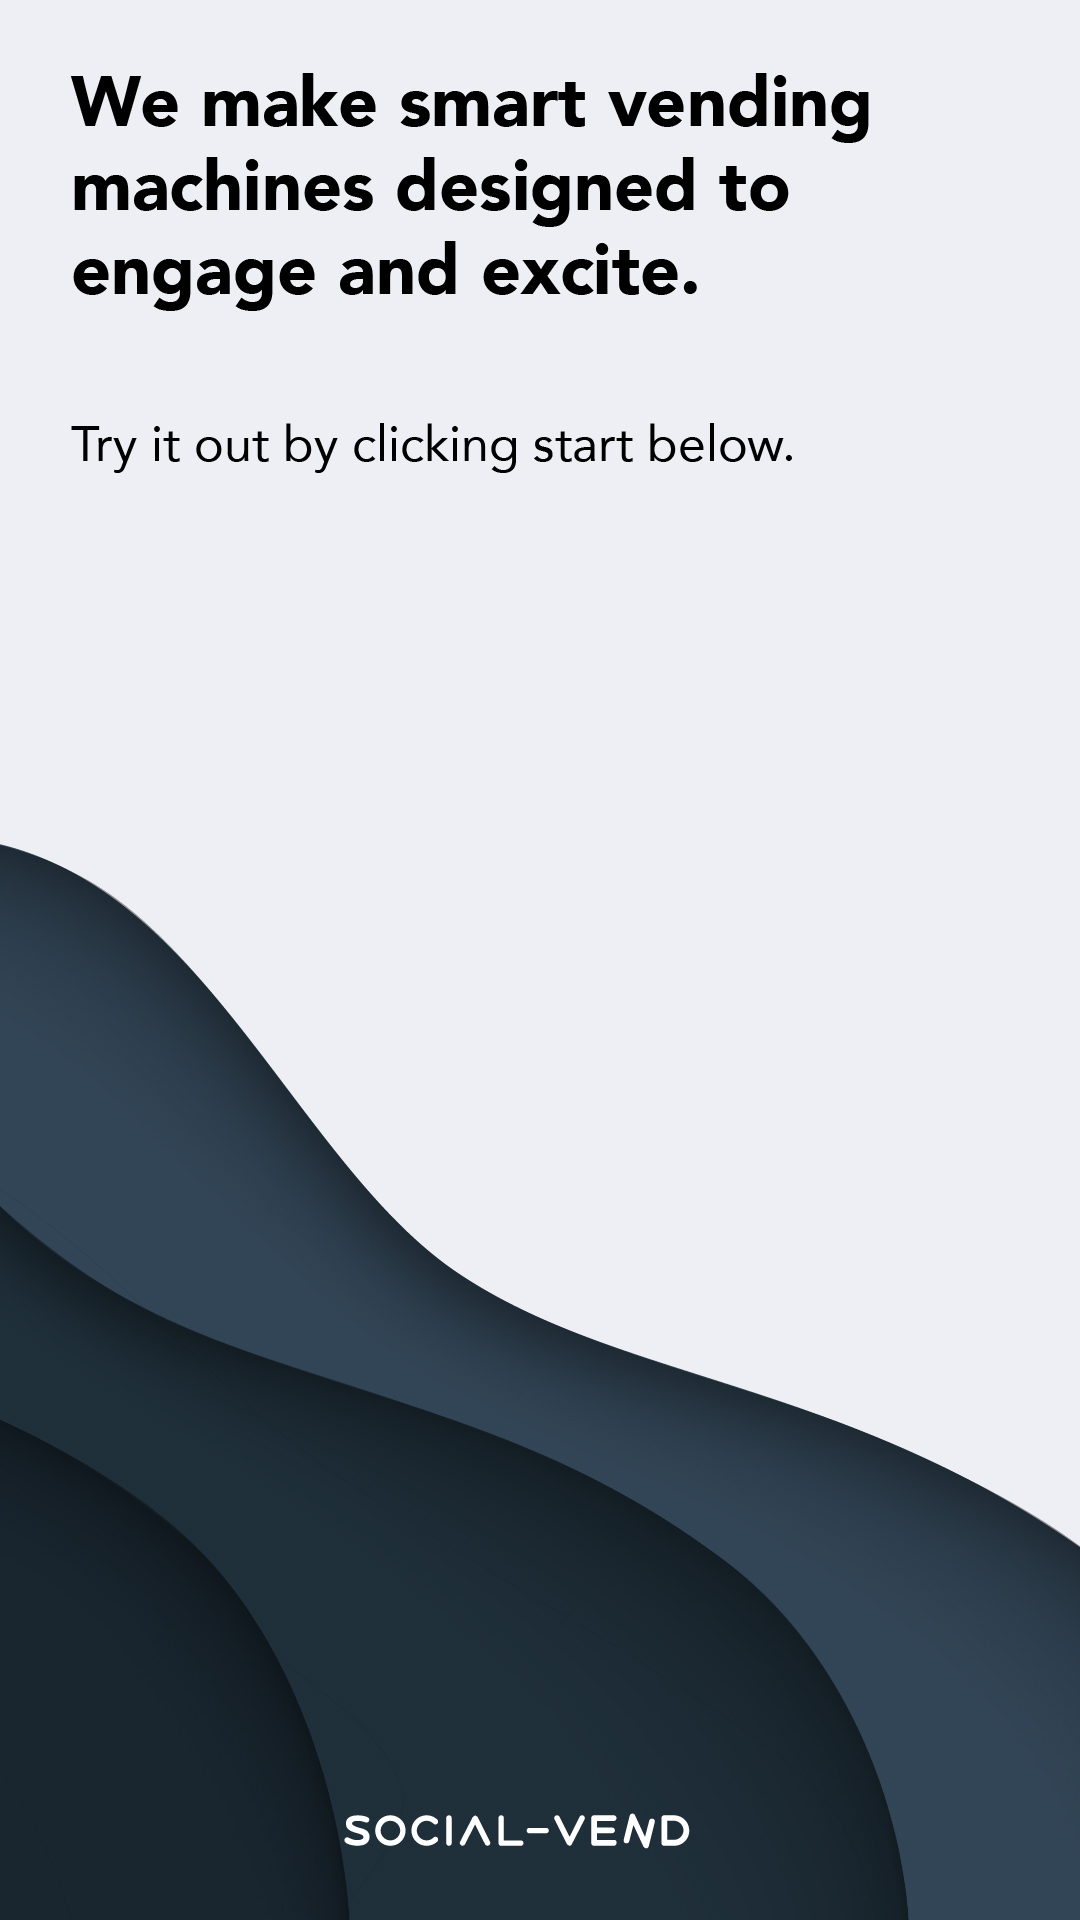 We make smart vending
machines designed to
engage and excite.
Try it out by clicking start below.
SOCIAL-VEND